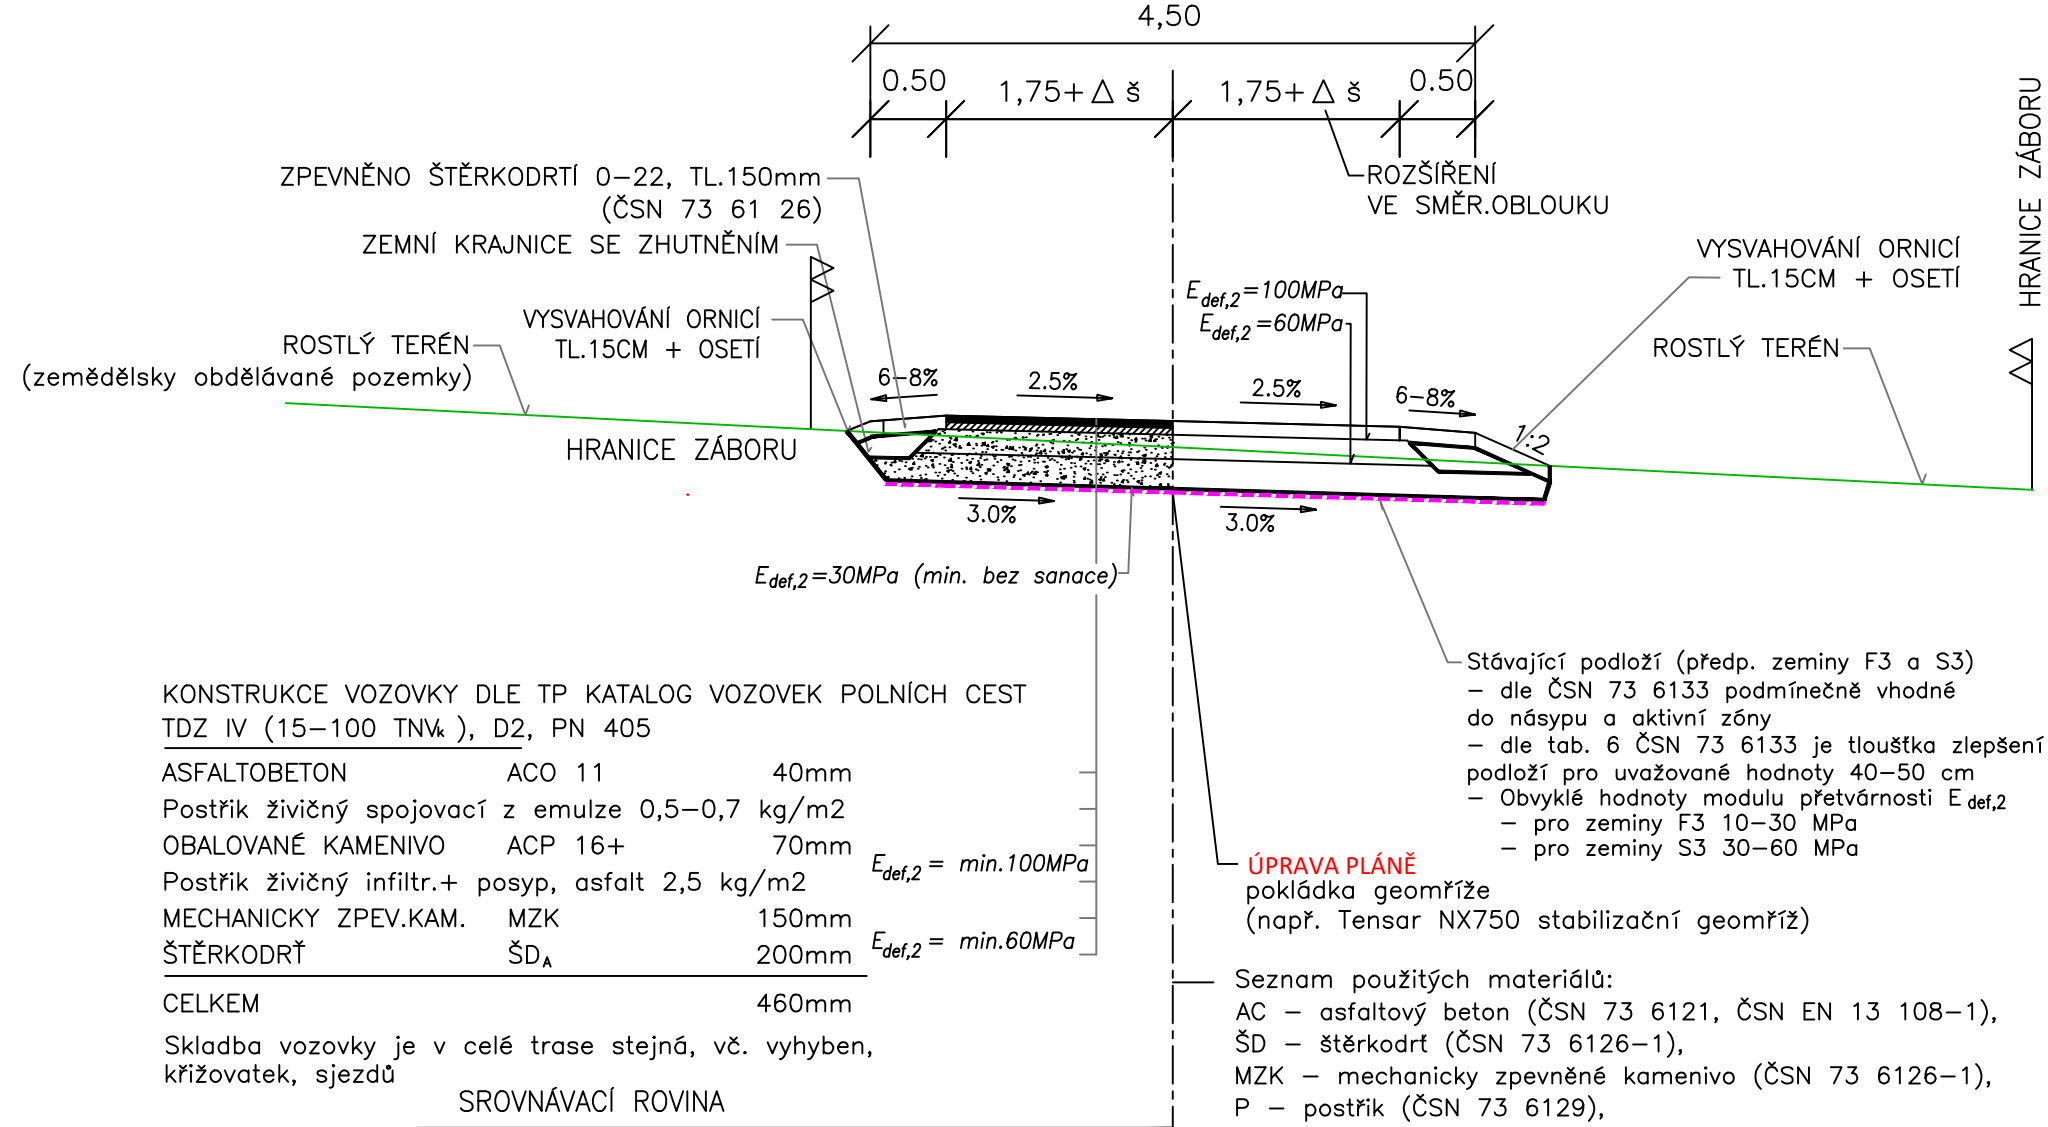 4,50
0.50
1,75+△ š
1,75+△ š
0.50
HRANICE ZÁBORU
ZPEVNĚNO ŠTĚRKODRTÍ 0-22, TL.150mm
(ČSN 73 61 26)
ROZŠÍŘENÍ
VE SMĚR.OBLOUKU
ZEMNÍ KRAJNICE SE ZHUTNĚNÍM
VYSVAHOVÁNÍ ORNICÍ
TL.15CM + OSETÍ
Edef,2=100MPa
Edef,2=60MPa
VYSVAHOVÁNÍ ORNICÍ
TL.15CM + OSETÍ
ROSTLÝ TERÉN
(zemědělsky obdělávané pozemky)
ROSTLÝ TERÉN
6-8%
2.5%
2.5%
6-8%
1:2
HRANICE ZÁBORU
3.0%
3.0%
Edef,2=30MPa (min. bez sanace)
Stávající podloží (předp. zeminy F3 a S3)
- dle ČSN 73 6133 podmínečně vhodné
do násypu a aktivní zóny
- dle tab. 6 ČSN 73 6133 je tloušťka zlepšení
podloží pro uvažované hodnoty 40-50 cm
- Obvyklé hodnoty modulu přetvárnosti Edef,2
- pro zeminy F3 10-30 MPa
- pro zeminy S3 30-60 MPa
KONSTRUKCE VOZOVKY DLE TP KATALOG VOZOVEK POLNÍCH CEST
TDZ IV (15-100 TNVk ), D2, PN 405
ASFALTOBETON ACO 11 40mm
Postřik živičný spojovací z emulze 0,5-0,7 kg/m2
OBALOVANÉ KAMENIVO ACP 16+ 70mm
Edef,2= min.100MPa
Postřik živičný infiltr.+ posyp, asfalt 2,5 kg/m2
MECHANICKY ZPEV.KAM. MZK 150mm
Edef,2= min.60MPa
ŠTĚRKODRŤ ŠDA 200mm
CELKEM 460mm
Skladba vozovky je v celé trase stejná, vč. vyhyben,
křižovatek, sjezdů
SROVNÁVACÍ ROVINA
ÚPRAVA PLÁNĚ
pokládka geomříže
(např. Tensar NX750 stabilizační geomříž)
Seznam použitých materiálů:
AC - asfaltový beton (ČSN 73 6121, ČSN EN 13 108-1),
ŠD - štěrkodrť (ČSN 73 6126-1),
MZK - mechanicky zpevněné kamenivo (ČSN 73 6126-1),
P - postřik (ČSN 73 6129),